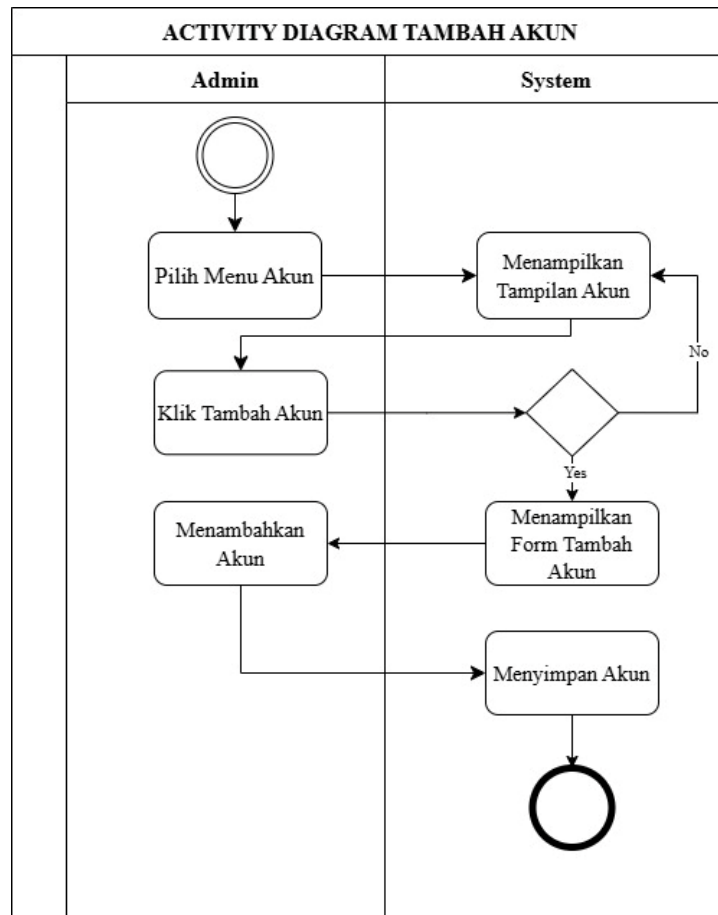 ACTIVITY DIAGRAM TAMBAH AKUN
Admin
System
Pilih Menu Akun
Menampilkan
Tampilan Akun
No
Klik Tambah Akun
Yes
Menambahkan
Akun
Menampilkan
Form Tambah
Akun
Menyimpan Akun